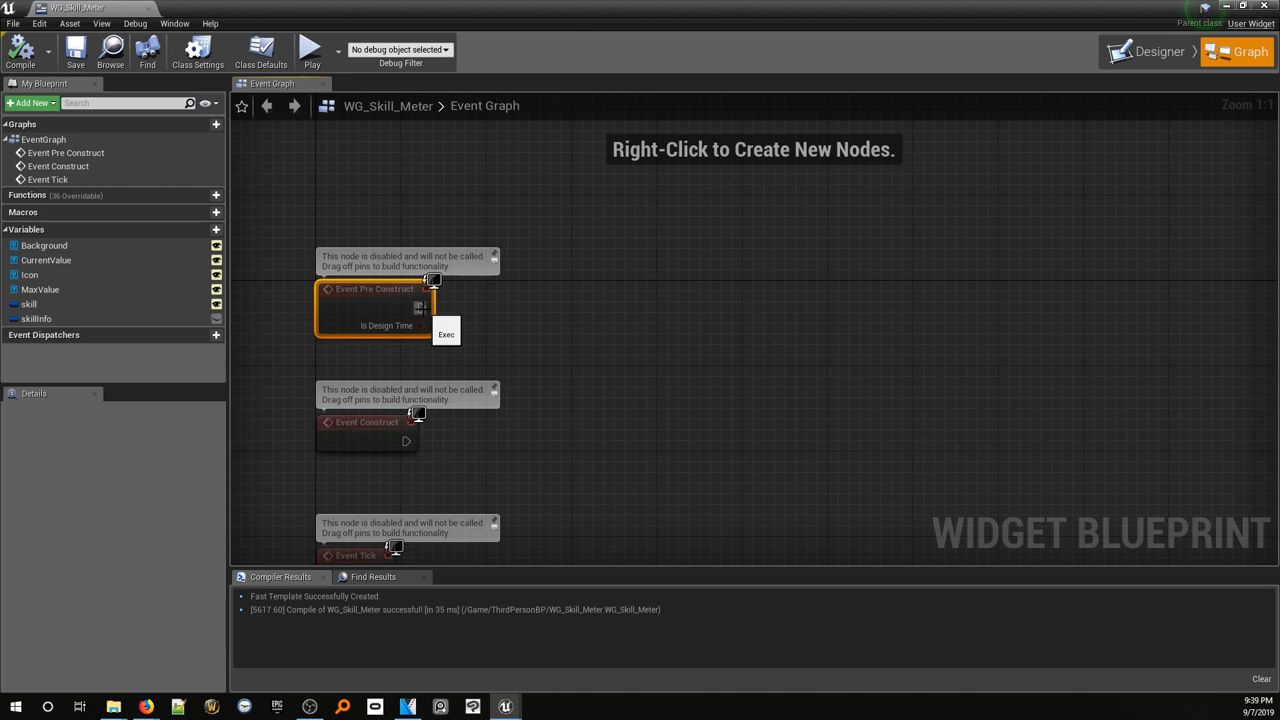 WG_Skill_Meter
File Edit Asset View Debug Window Help
Parent class: User Widget
Compile Save Browse Find Class Settings Class Defaults Play
No debug object selected
Debug Filter
Designer Graph
My Blueprint
Event Graph
Add New Search
WG_Skill_Meter > Event Graph
Zoom 1:1
Graphs
EventGraph
Event Pre Construct
Event Construct
Event Tick
Functions (36 Overridable)
Macros
Variables
Background
CurrentValue
Icon
MaxValue
skill
skillInfo
Event Dispatchers
Details
Right-Click to Create New Nodes.
This node is disabled and will not be called.
Drag off pins to build functionality.
Event Pre Construct
Is Design Time
Exec
This node is disabled and will not be called.
Drag off pins to build functionality.
Event Construct
This node is disabled and will not be called.
Drag off pins to build functionality.
Event Tick
WIDGET BLUEPRINT
Compiler Results Find Results
Fast Template Successfully Created.
[5617.60] Compile of WG_Skill_Meter successful! [in 35 ms] (/Game/ThirdPersonBP/WG_Skill_Meter.WG_Skill_Meter)
Clear
9:39 PM
9/7/2019